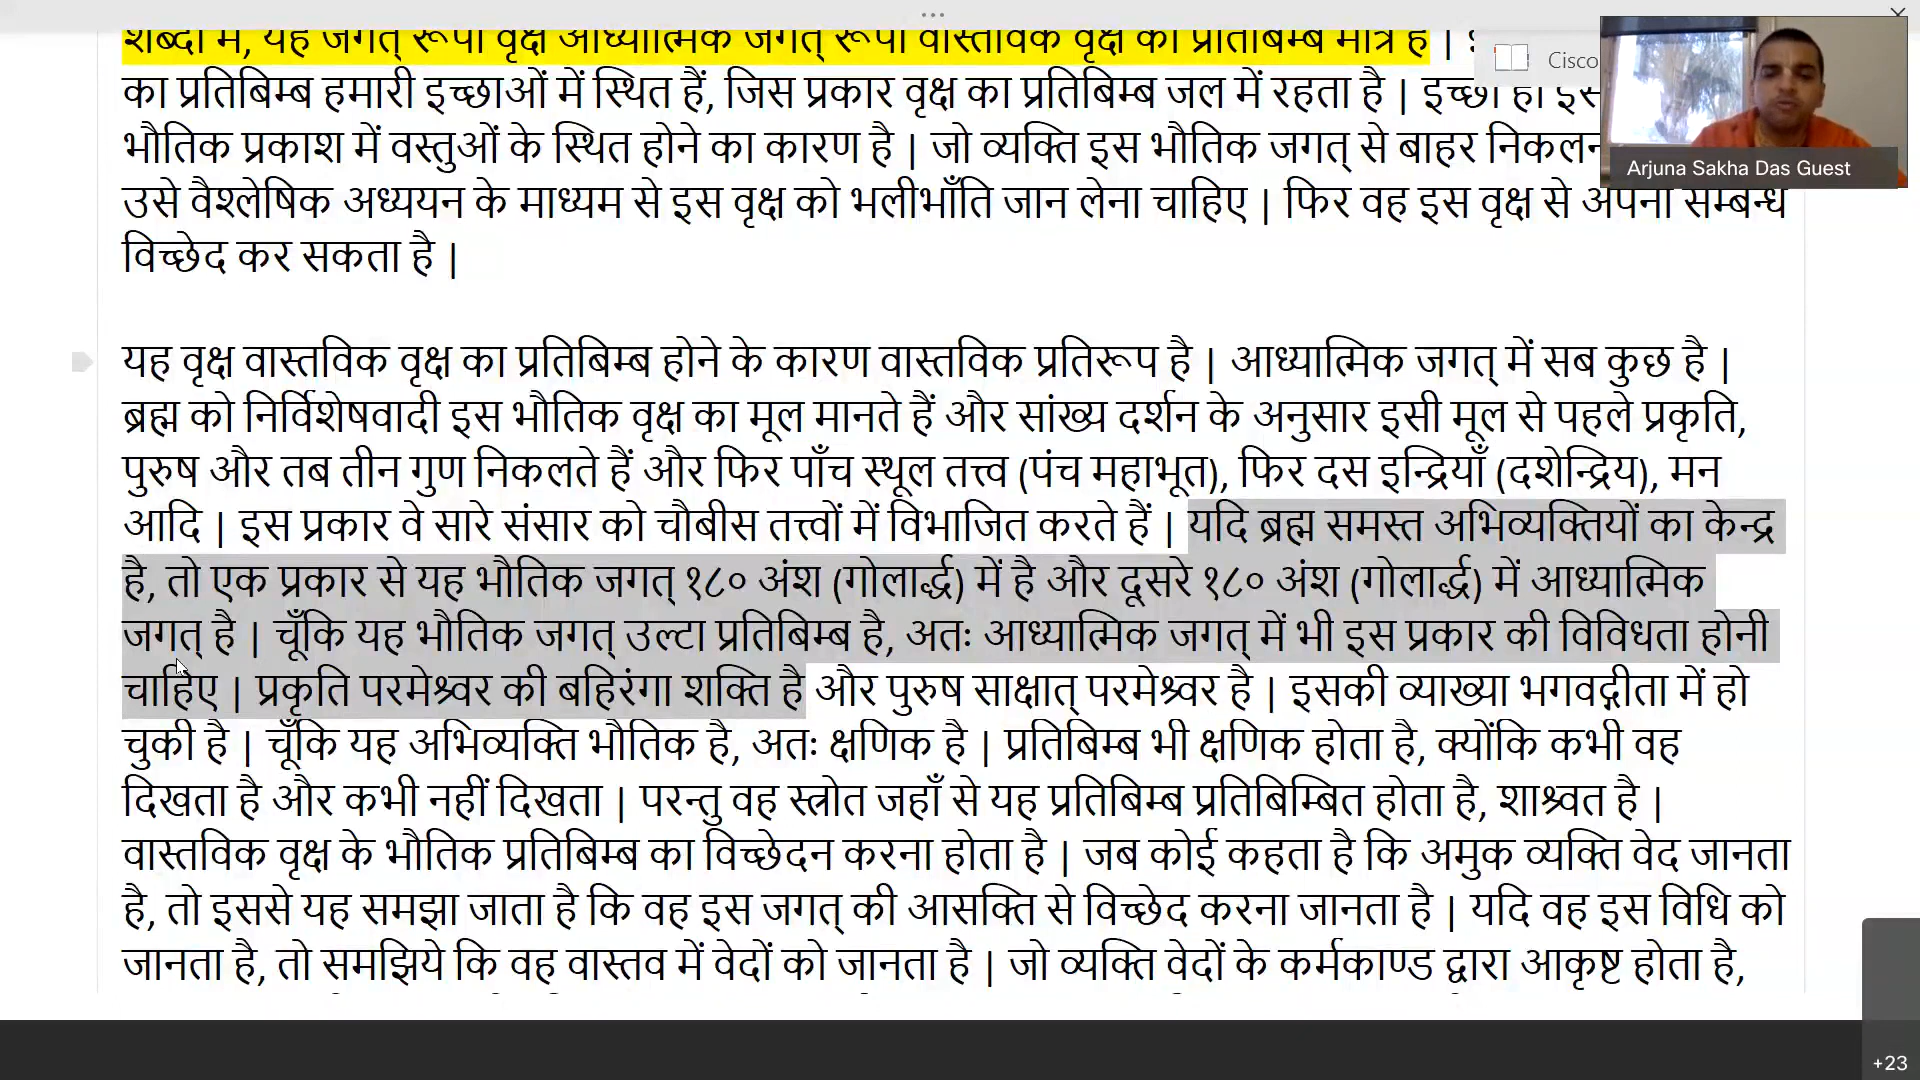 शब्दों में, यह जगत् रूपी वृक्ष आध्यात्मिक जगत् रूपी वास्तविक वृक्ष का प्रतिबिम्ब मात्र है |
Cisco
का प्रतिबिम्ब हमारी इच्छाओं में स्थित हैं, जिस प्रकार वृक्ष का प्रतिबिम्ब जल में रहता है | इच्छा ही इस
भौतिक प्रकाश में वस्तुओं के स्थित होने का कारण है | जो व्यक्ति इस भौतिक जगत् से बाहर
Arjuna Sakha Das Guest
उसे वैश्लेषिक अध्ययन के माध्यम से इस वृक्ष को भलीभाँति जान लेना चाहिए | फिर वह इस वृक्ष से अपना सम्बन्ध
विच्छेद कर सकता है |
यह वृक्ष वास्तविक वृक्ष का प्रतिबिम्ब होने के कारण वास्तविक प्रतिरूप है | आध्यात्मिक जगत् में सब कुछ है |
ब्रह्म को निर्विशेषवादी इस भौतिक वृक्ष का मूल मानते हैं और सांख्य दर्शन के अनुसार इसी मूल से पहले प्रकृति,
पुरुष और तब तीन गुण निकलते हैं और फिर पाँच स्थूल तत्त्व (पंच महाभूत), फिर दस इन्द्रियाँ (दशेन्द्रिय), मन
आदि | इस प्रकार वे सारे संसार को चौबीस तत्त्वों में विभाजित करते हैं | यदि ब्रह्म समस्त अभिव्यक्तियों का केन्द्र
है, तो एक प्रकार से यह भौतिक जगत् १८० अंश (गोलार्द्ध) में है और दूसरे १८० अंश (गोलार्द्ध) में आध्यात्मिक
जगत् है | चूँकि यह भौतिक जगत् उल्टा प्रतिबिम्ब है, अतः आध्यात्मिक जगत् में भी इस प्रकार की विविधता होनी
चाहिए | प्रकृति परमेश्र्वर की बहिरंगा शक्ति है और पुरुष साक्षात् परमेश्र्वर है | इसकी व्याख्या भगवद्गीता में हो
चुकी है | चूँकि यह अभिव्यक्ति भौतिक है, अतः क्षणिक है | प्रतिबिम्ब भी क्षणिक होता है, क्योंकि कभी वह
दिखता है और कभी नहीं दिखता | परन्तु वह स्त्रोत जहाँ से यह प्रतिबिम्ब प्रतिबिम्बित होता है, शाश्र्वत है |
वास्तविक वृक्ष के भौतिक प्रतिबिम्ब का विच्छेदन करना होता है | जब कोई कहता है कि अमुक व्यक्ति वेद जानता
है, तो इससे यह समझा जाता है कि वह इस जगत् की आसक्ति से विच्छेद करना जानता है | यदि वह इस विधि को
जानता है, तो समझिये कि वह वास्तव में वेदों को जानता है | जो व्यक्ति वेदों के कर्मकाण्ड द्वारा आकृष्ट होता है,
+23